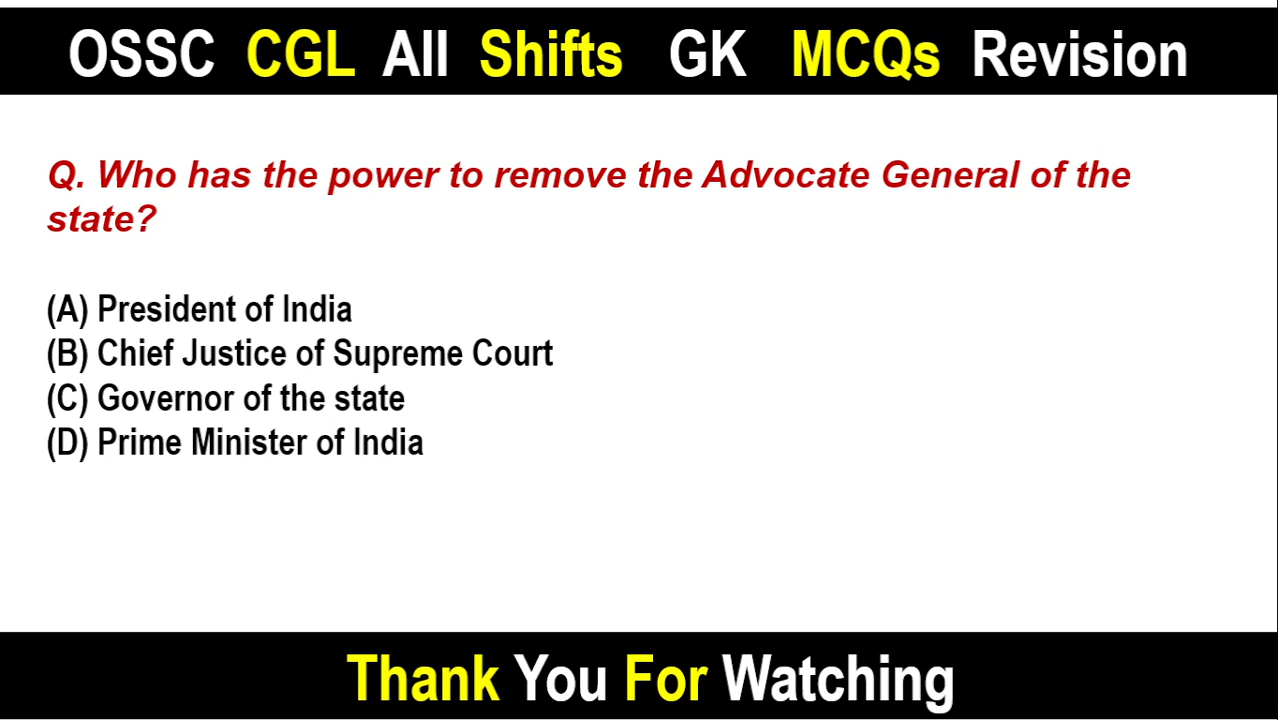 OSSC CGL All Shifts GK MCQs Revision
Q. Who has the power to remove the Advocate General of the
state?
(A) President of India
(B) Chief Justice of Supreme Court
(C) Governor of the state
(D) Prime Minister of India
Thank You For Watching